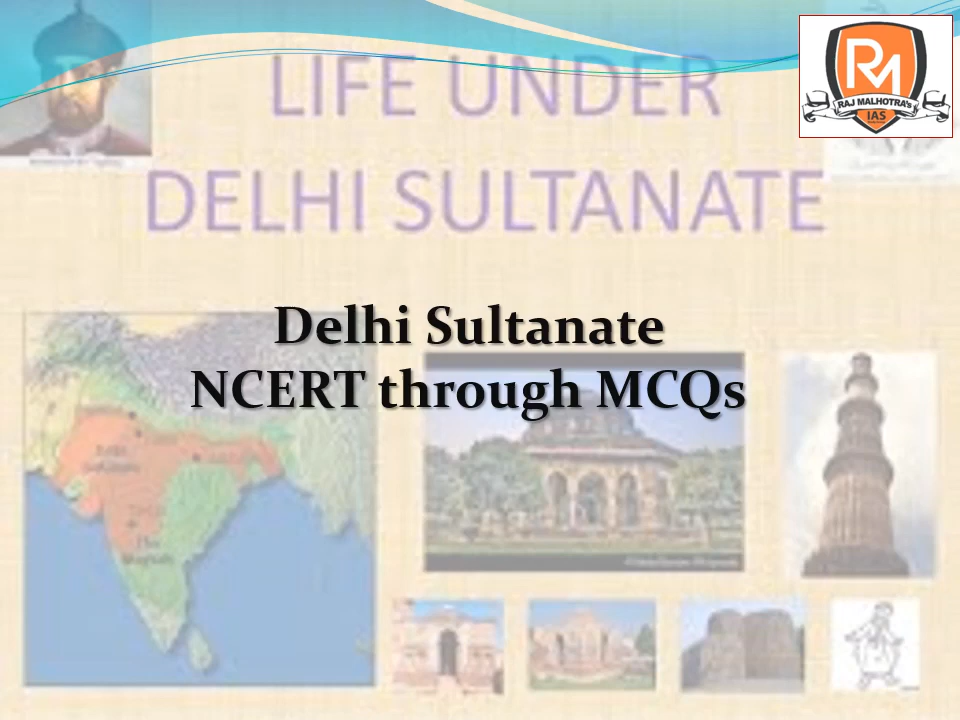 RM
RAJ MALHOTRA's
IAS
LIFE UNDER
DELHI SULTANATE
Delhi Sultanate
NCERT through MCQs